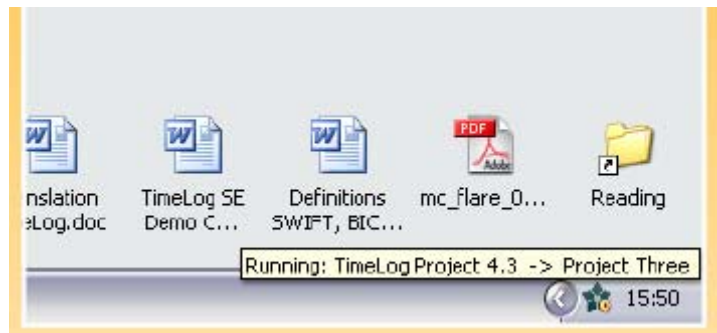 PDF
Adobe
nslation TimeLog SE Definitions mc_flare_0... Reading
eLog.doc Demo C... SWIFT, BIC...
Running: TimeLog Project 4.3 -> Project Three
15:50